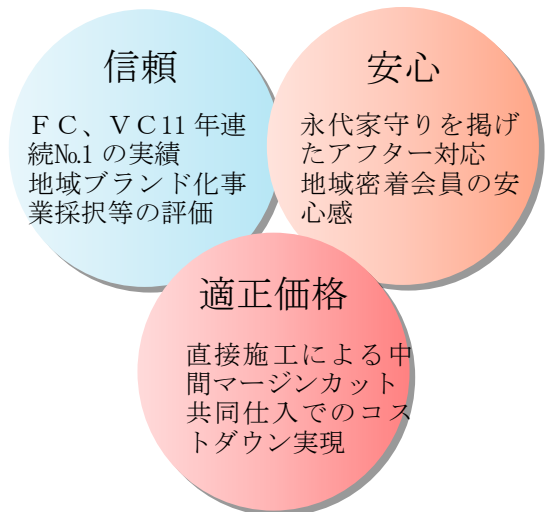 信頼
ＦＣ、ＶＣ11 年連
続№1 の実績
地域ブランド化事
業採択等の評価
安心
永代家守りを掲げ
たアフター対応
地域密着会員の安
心感
適正価格
直接施工による中
間マージンカット
共同仕入でのコス
トダウン実現